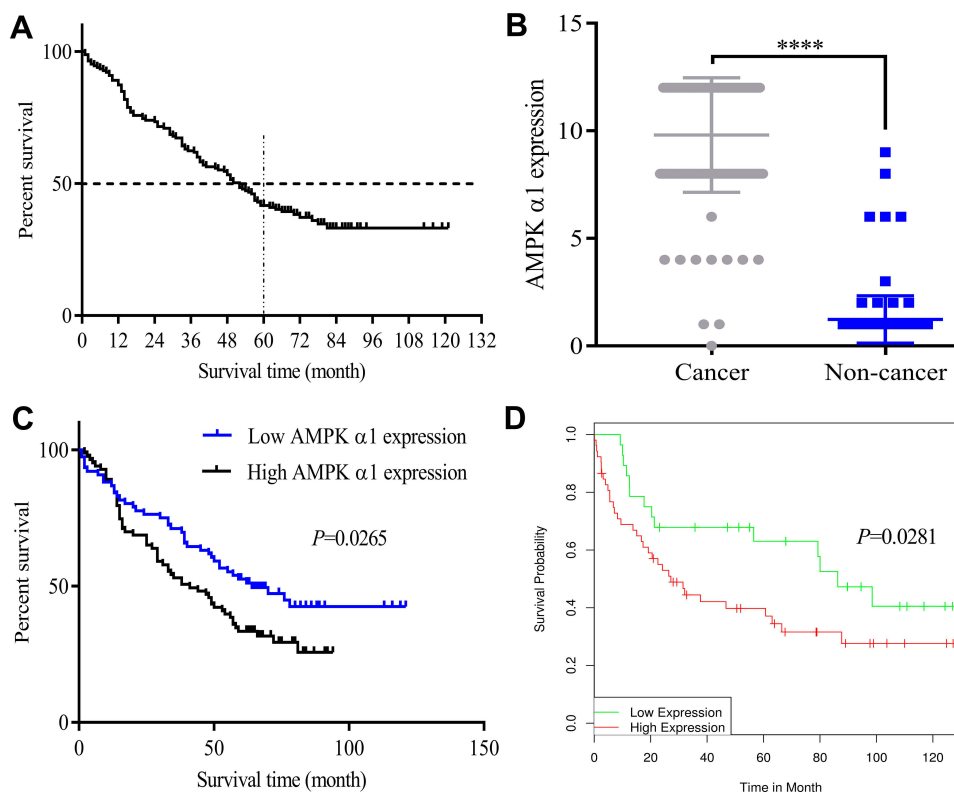 A
100
50
0
Percent survival
0 12 24 36 48 60 72 84 96 108 120 132
Survival time (month)
B
****
15
10
5
0
AMPK α1 expression
Cancer Non-cancer
C
Low AMPK α1 expression
High AMPK α1 expression
P=0.0265
100
50
0
Percent survival
0 50 100 150
Survival time (month)
D
P=0.0281
1.0
0.8
0.6
0.4
0.2
0.0
Survival Probability
Low Expression
High Expression
0 20 40 60 80 100 120
Time in Month